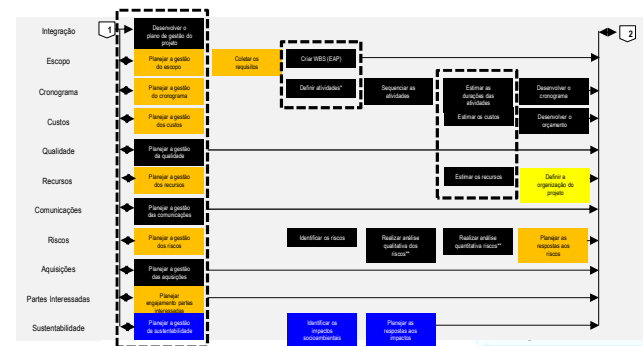 Integração
1
Desenvolver o
plano de gestão do
projeto
2
Escopo
Planejar a gestão
do escopo
Coletar os
requisitos
Criar WBS (EAP)
Cronograma
Planejar a gestão
do cronograma
Definir atividades*
Sequenciar as
atividades
Estimar as
durações das
atividades
Desenvolver o
cronograma
Custos
Planejar a gestão
dos custos
Estimar os custos
Desenvolver o
orçamento
Qualidade
Planejar a gestão
da qualidade
Recursos
Planejar a gestão
dos recursos
Estimar os recursos
Definir a
organização do
projeto
Comunicações
Planejar a gestão
das comunicações
Riscos
Planejar a gestão
dos riscos
Identificar os riscos
Realizar análise
qualitativa dos
riscos**
Realizar análise
quantitativa riscos**
Planejar as
respostas aos
riscos
Aquisições
Planejar a gestão
das aquisições
Partes Interessadas
Planejar
engajamento partes
interessadas
Sustentabilidade
Planejar a gestão
de sustentabilidade
Identificar os
impactos
socioambientais
Planejar as
respostas aos
impactos